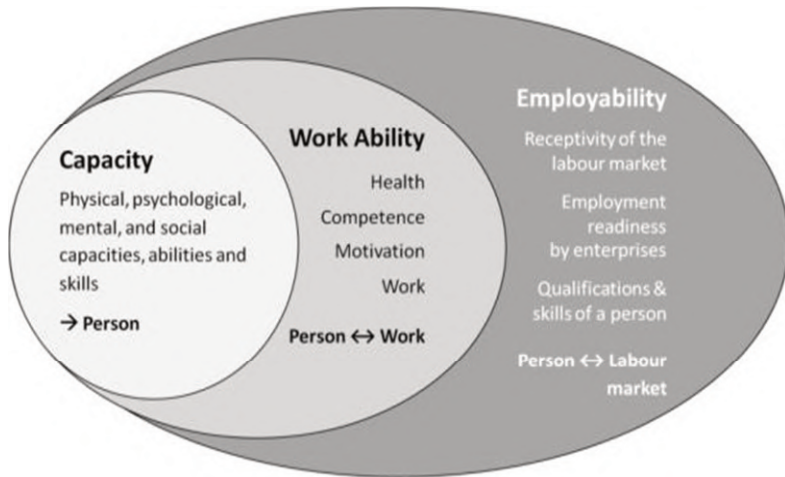 Capacity
Physical, psychological,
mental, and social
capacities, abilities and
skills
→ Person
Work Ability
Health
Competence
Motivation
Work
Person ↔ Work
Employability
Receptivity of the
labour market
Employment
readiness
by enterprises
Qualifications &
skills of a person
Person ↔ Labour
market